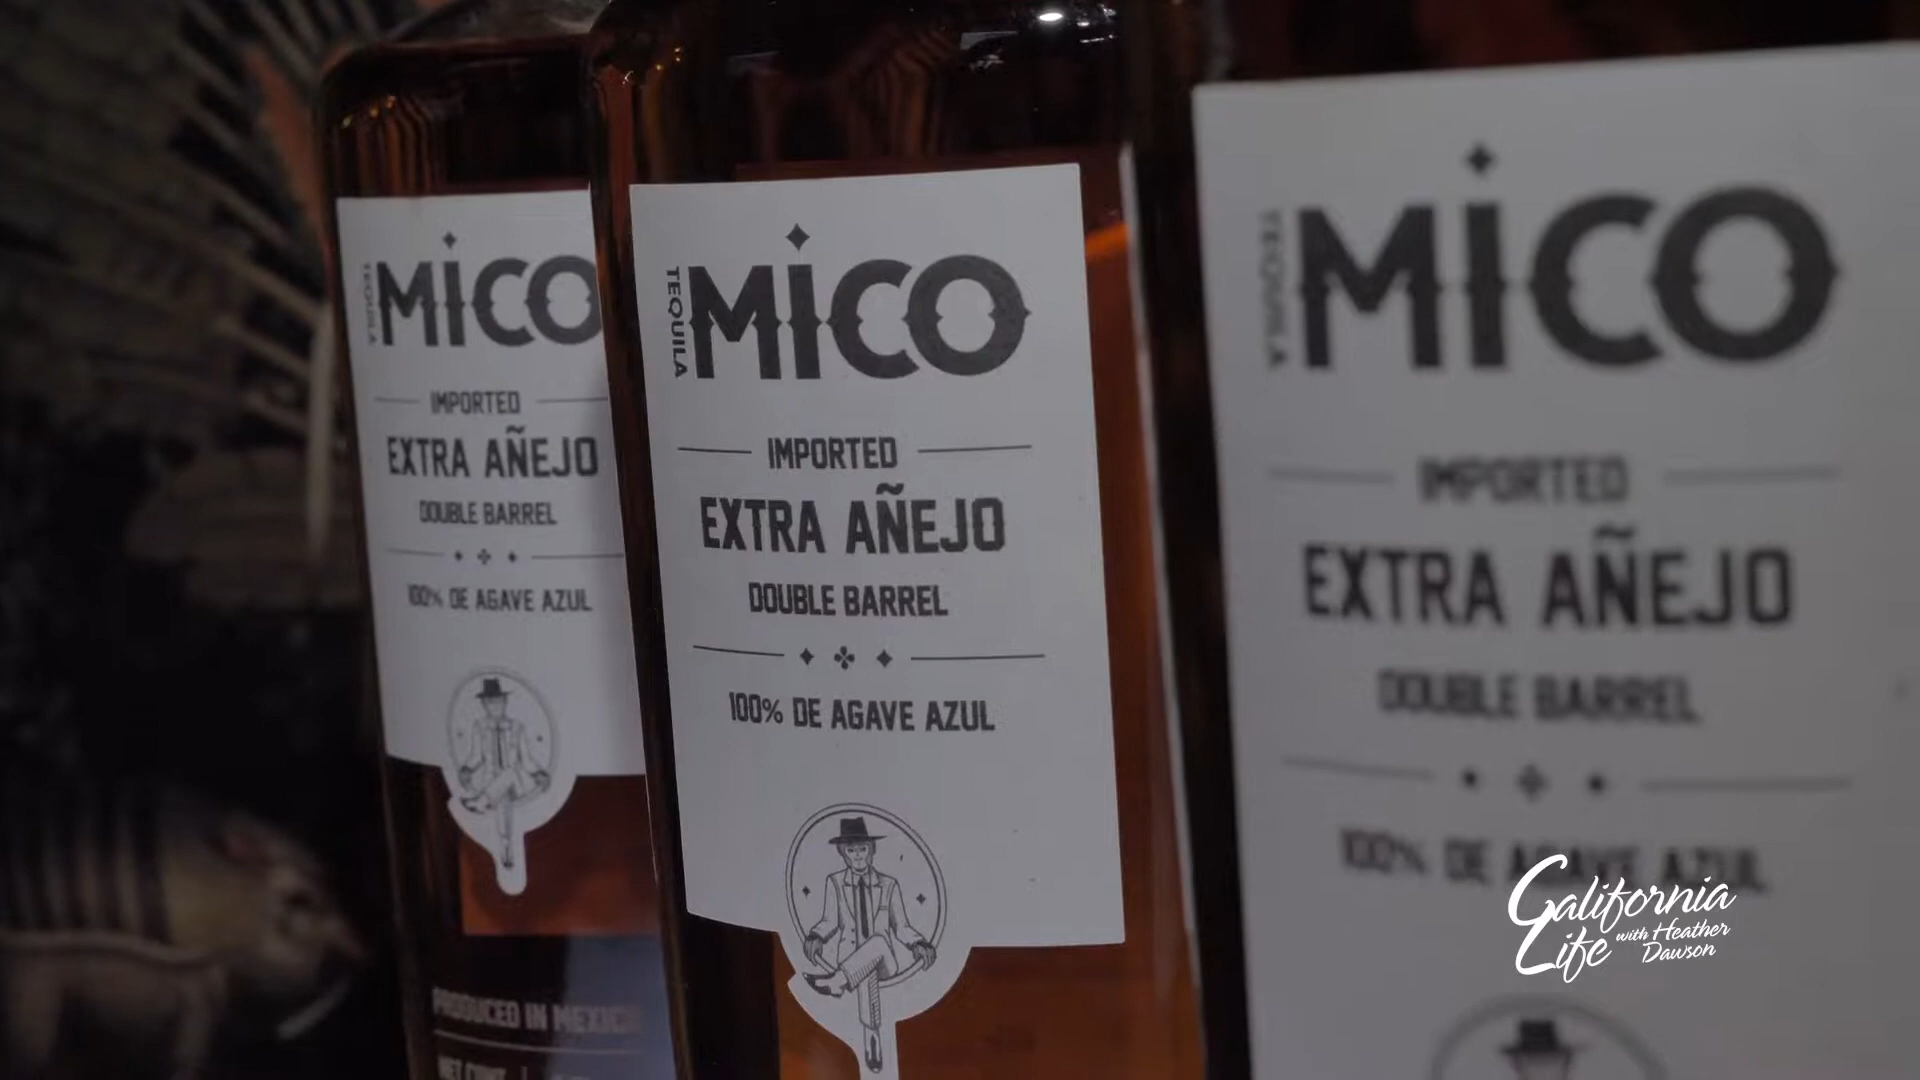 TEQUILA
MiCO
IMPORTED
EXTRA AÑEJO
DOUBLE BARREL
100% DE AGAVE AZUL
PRODUCED IN MEXICO
TEQUILA
MiCO
IMPORTED
EXTRA AÑEJO
DOUBLE BARREL
100% DE AGAVE AZUL
TEQUILA
MiCO
IMPORTED
EXTRA AÑEJO
DOUBLE BARREL
100% DE AGAVE AZUL
California
Life with Heather
Dawson